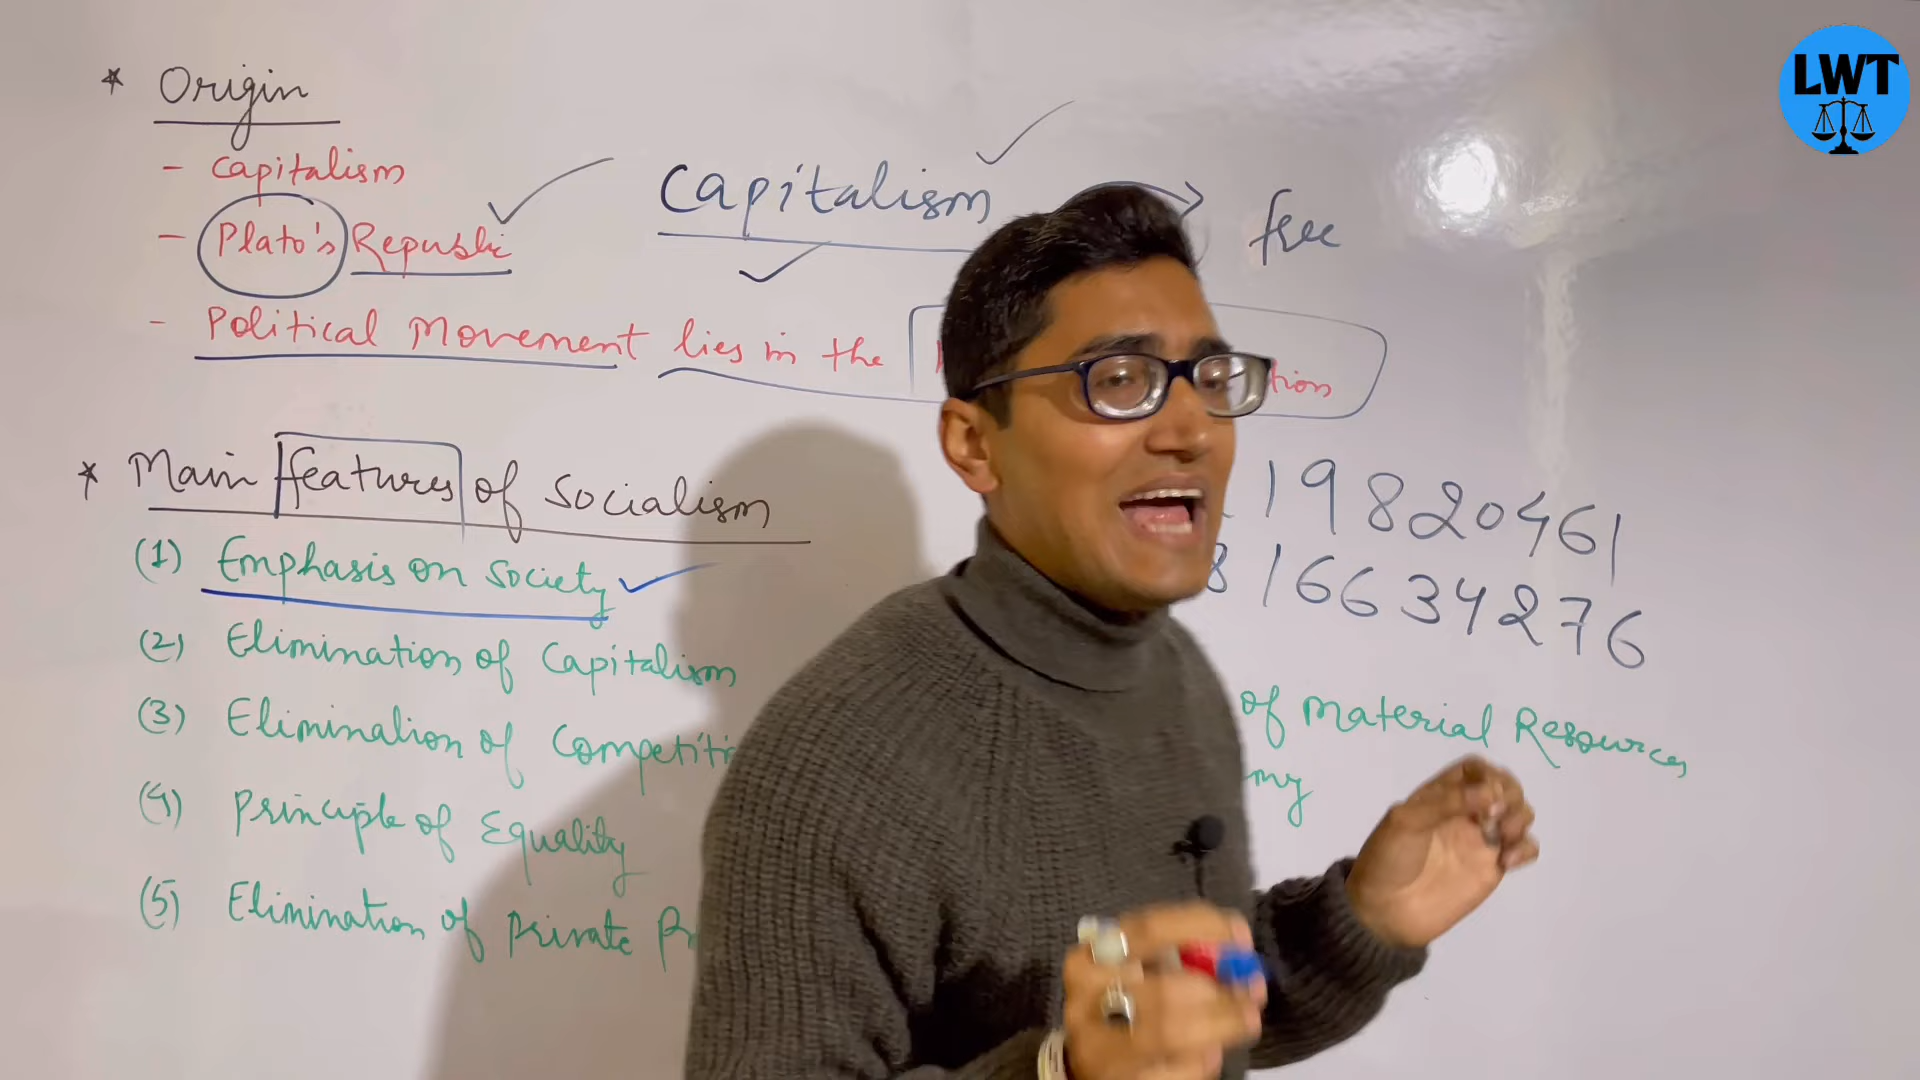 LWT
* Origin
- Capitalism
- Plato's Republic
- Political Movement lies in the
tion
Capitalism
free
* Main features of Socialism
(1) Emphasis on Society
(2) Elimination of Capitalism
(3) Elimination of Competiti
(4) Principle of Equality
(5) Elimination of Private Pr
19820461
816634276
of Material Resources
my